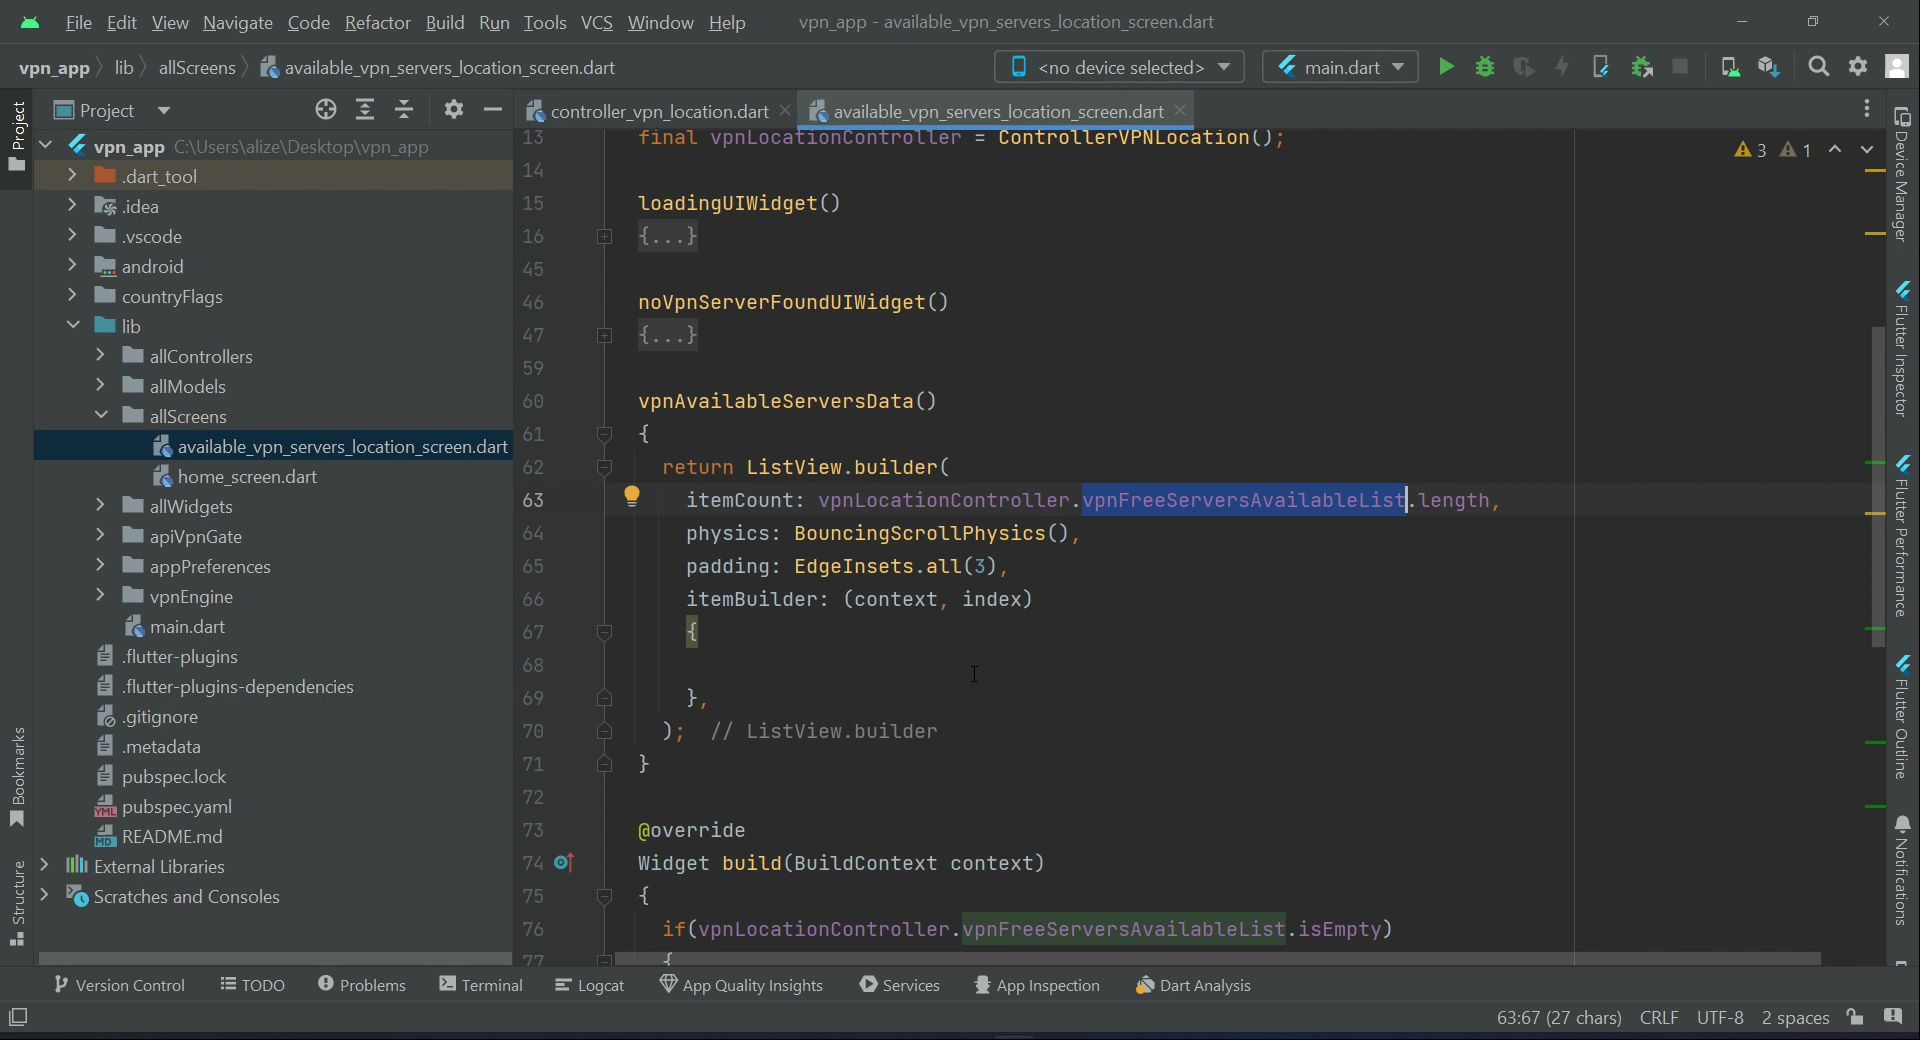 File Edit View Navigate Code Refactor Build Run Tools VCS Window Help vpn_app - available_vpn_servers_location_screen.dart
vpn_app lib allScreens available_vpn_servers_location_screen.dart <no device selected> main.dart
Project
controller_vpn_location.dart available_vpn_servers_location_screen.dart
vpn_app C:\Users\alize\Desktop\vpn_app
.dart_tool
.idea
.vscode
android
countryFlags
lib
allControllers
allModels
allScreens
available_vpn_servers_location_screen.dart
home_screen.dart
allWidgets
apiVpnGate
appPreferences
vpnEngine
main.dart
.flutter-plugins
.flutter-plugins-dependencies
.gitignore
.metadata
pubspec.lock
pubspec.yaml
README.md
External Libraries
Scratches and Consoles
13 final vpnLocationController = ControllerVPNLocation();
3 1
14
15 loadingUIWidget()
16 {...}
45
46 noVpnServerFoundUIWidget()
47 {...}
59
60 vpnAvailableServersData()
61 {
62 return ListView.builder(
63 itemCount: vpnLocationController.vpnFreeServersAvailableList.length,
64 physics: BouncingScrollPhysics(),
65 padding: EdgeInsets.all(3),
66 itemBuilder: (context, index)
67 {
68
69 },
70 ); // ListView.builder
71 }
72
73 @override
74 Widget build(BuildContext context)
75 {
76 if(vpnLocationController.vpnFreeServersAvailableList.isEmpty)
77 {
Project
Bookmarks
Structure
Device Manager
Flutter Inspector
Flutter Performance
Flutter Outline
Notifications
Version Control TODO Problems Terminal Logcat App Quality Insights Services App Inspection Dart Analysis
63:67 (27 chars) CRLF UTF-8 2 spaces